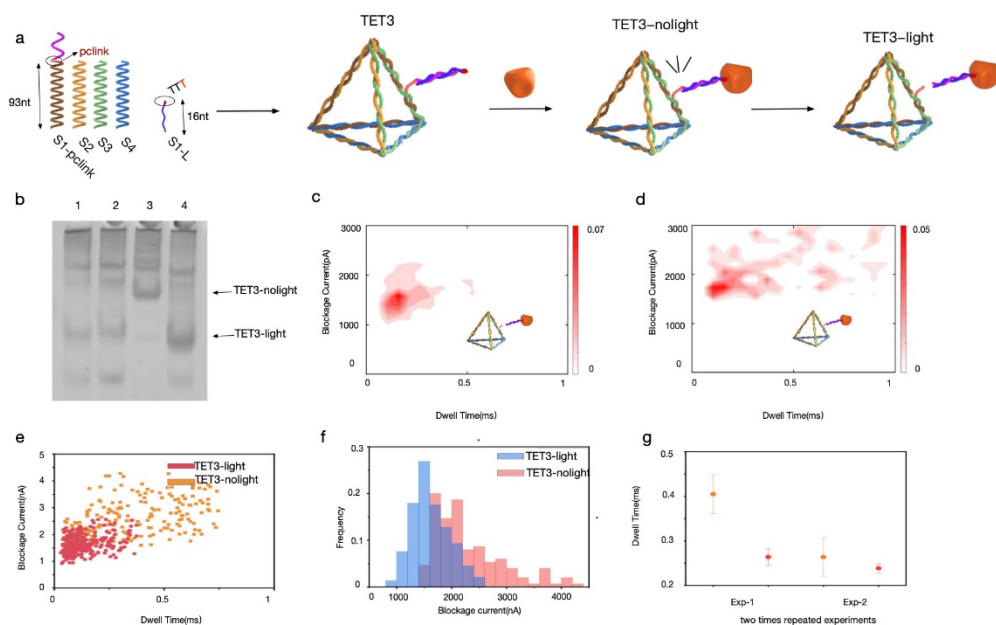 a
TET3
TET3-nolight
TET3-light
pclink
93nt
TTT
16nt
S1-pclink
S2
S3
S4
S1-L
b
1 2 3 4
TET3-nolight
TET3-light
c
Blockage Current(pA)
3000
2000
1000
0
0 0.5 1
Dwell Time(ms)
0.07
0
d
Blockage Current(pA)
3000
2000
1000
0
0 0.5 1
Dwell Time(ms)
0.05
0
e
Blockage Current(nA)
5
4
3
2
1
0
0 0.5 1
Dwell Time(ms)
TET3-light
TET3-nolight
f
Frequency
0.3
0.2
0.1
0
0 1000 2000 3000 4000
Blockage current(nA)
TET3-light
TET3-nolight
g
Dwell Time(ms)
0.5
0.4
0.3
0.2
Exp-1 Exp-2
two times repeated experiments